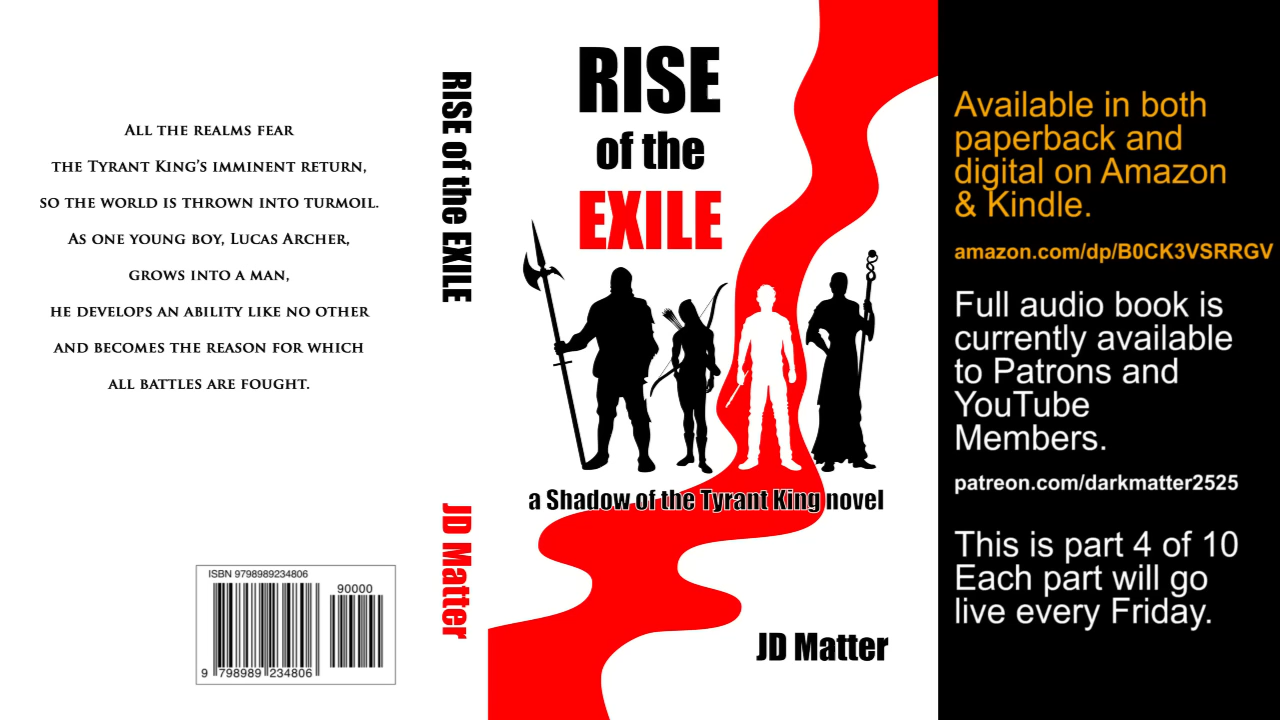 ALL THE REALMS FEAR
THE TYRANT KING'S IMMINENT RETURN,
SO THE WORLD IS THROWN INTO TURMOIL.
AS ONE YOUNG BOY, LUCAS ARCHER,
GROWS INTO A MAN,
HE DEVELOPS AN ABILITY LIKE NO OTHER
AND BECOMES THE REASON FOR WHICH
ALL BATTLES ARE FOUGHT.
ISBN 9798989234806
90000
9 798989 234806
RISE of the EXILE
JD Matter
RISE
of the
EXILE
a Shadow of the Tyrant King novel
JD Matter
Available in both
paperback and
digital on Amazon
& Kindle.
amazon.com/dp/B0CK3VSRRGV
Full audio book is
currently available
to Patrons and
YouTube
Members.
patreon.com/darkmatter2525
This is part 4 of 10
Each part will go
live every Friday.